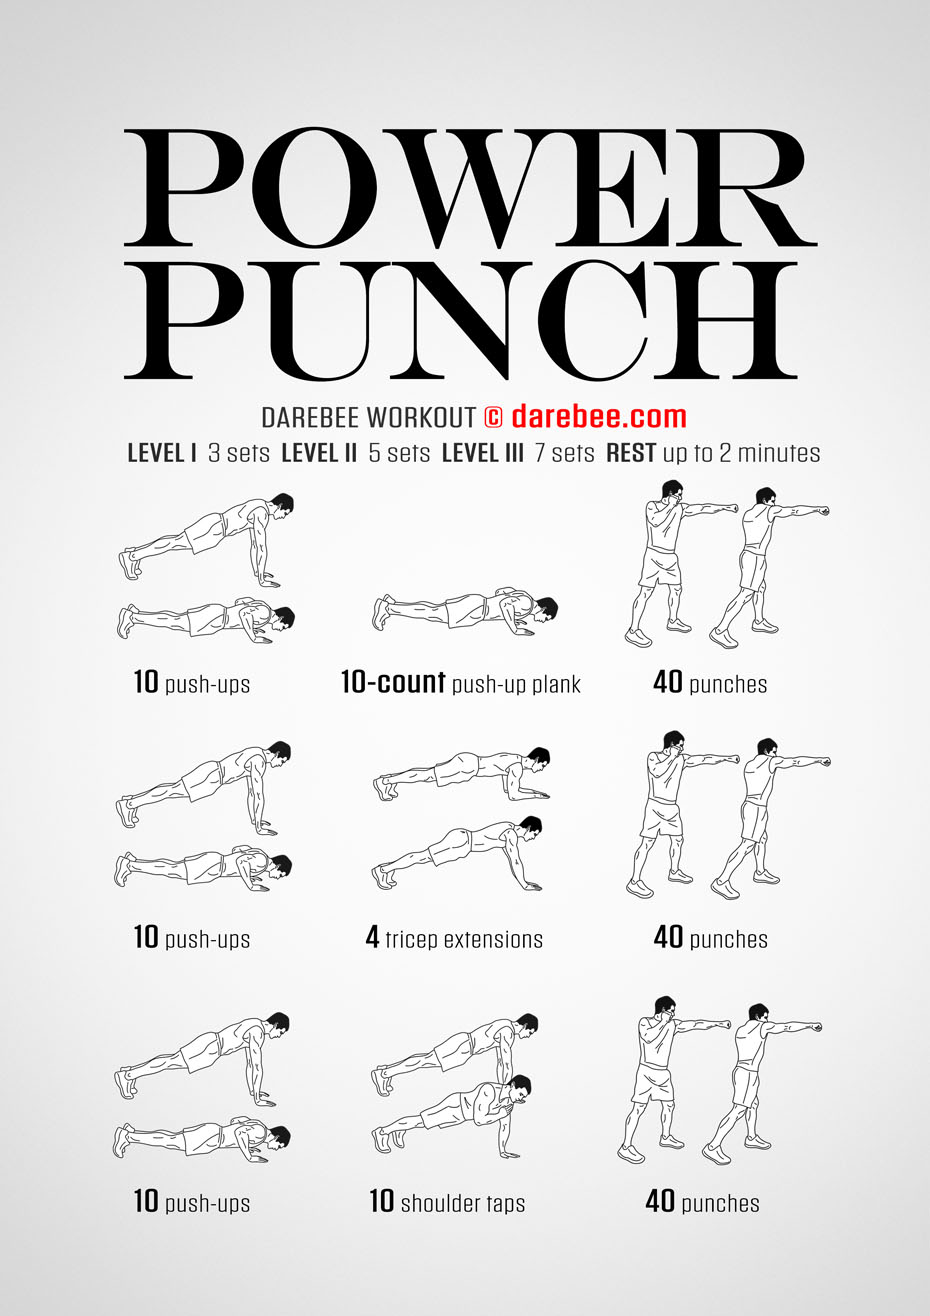 POWER
PUNCH
DAREBEE WORKOUT © darebee.com
LEVEL I 3 sets LEVEL II 5 sets LEVEL III 7 sets REST up to 2 minutes
10 push-ups 10-count push-up plank 40 punches
10 push-ups 4 tricep extensions 40 punches
10 push-ups 10 shoulder taps 40 punches